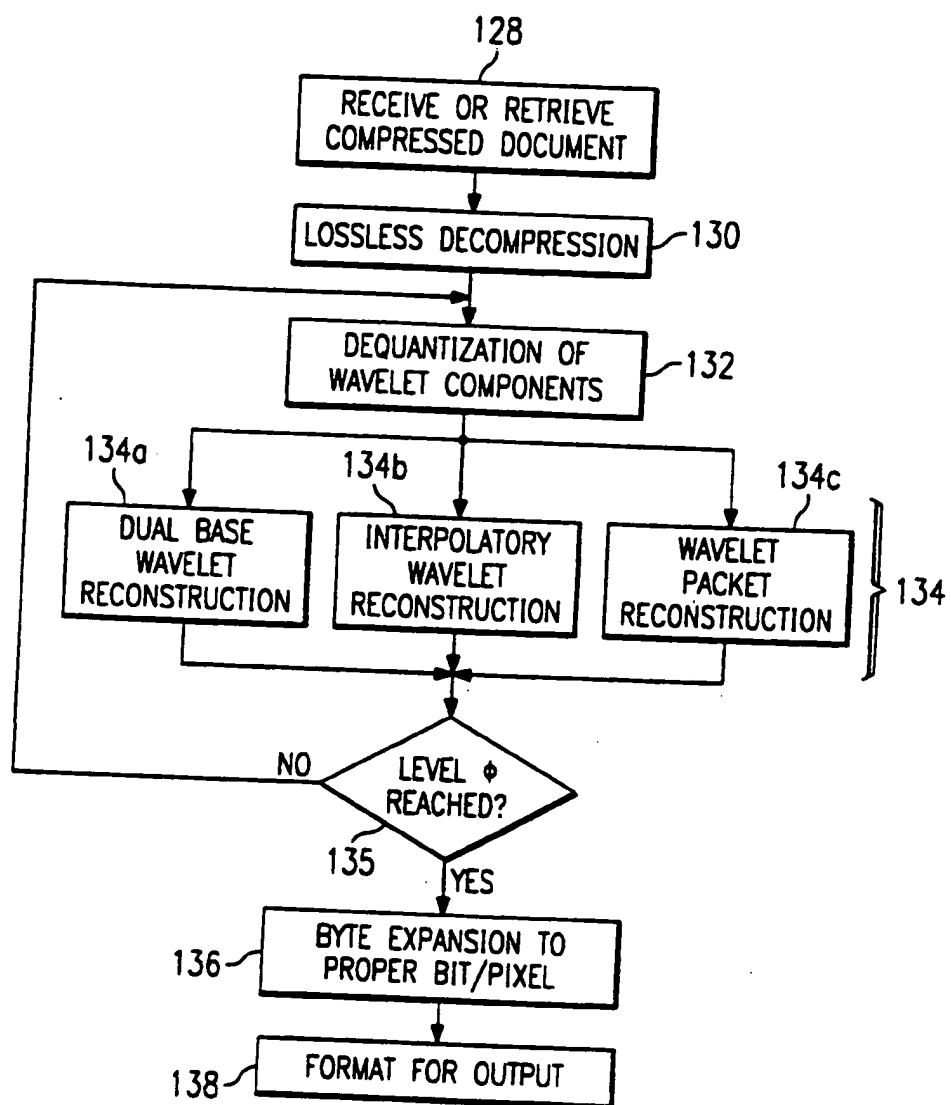 128
RECEIVE OR RETRIEVE
COMPRESSED DOCUMENT
LOSSLESS DECOMPRESSION
130
DEQUANTIZATION OF
WAVELET COMPONENTS
132
134a
134b
134c
DUAL BASE
WAVELET
RECONSTRUCTION
INTERPOLATORY
WAVELET
RECONSTRUCTION
WAVELET
PACKET
RECONSTRUCTION
134
NO
LEVEL ϕ
REACHED?
135
YES
BYTE EXPANSION TO
PROPER BIT/PIXEL
136
FORMAT FOR OUTPUT
138